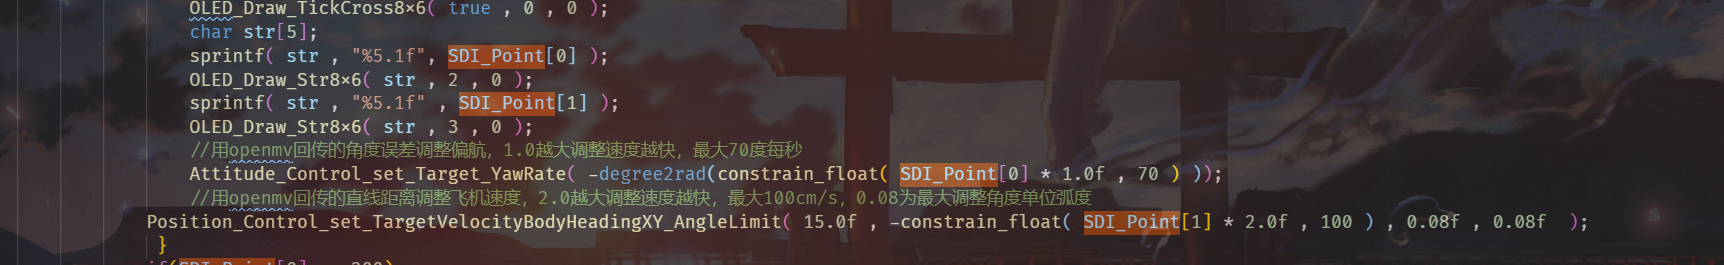 OLED_Draw_TickCross8x6( true , 0 , 0 );
char str[5];
sprintf( str , "%5.1f", SDI_Point[0] );
OLED_Draw_Str8x6( str , 2 , 0 );
sprintf( str , "%5.1f" , SDI_Point[1] );
OLED_Draw_Str8x6( str , 3 , 0 );
//用openmv回传的角度误差调整偏航，1.0越大调整速度越快，最大70度每秒
Attitude_Control_set_Target_YawRate( -degree2rad(constrain_float( SDI_Point[0] * 1.0f , 70 ) ));
//用openmv回传的直线距离调整飞机速度，2.0越大调整速度越快，最大100cm/s，0.08为最大调整角度单位弧度
Position_Control_set_TargetVelocityBodyHeadingXY_AngleLimit( 15.0f , -constrain_float( SDI_Point[1] * 2.0f , 100 ) , 0.08f , 0.08f  );
}